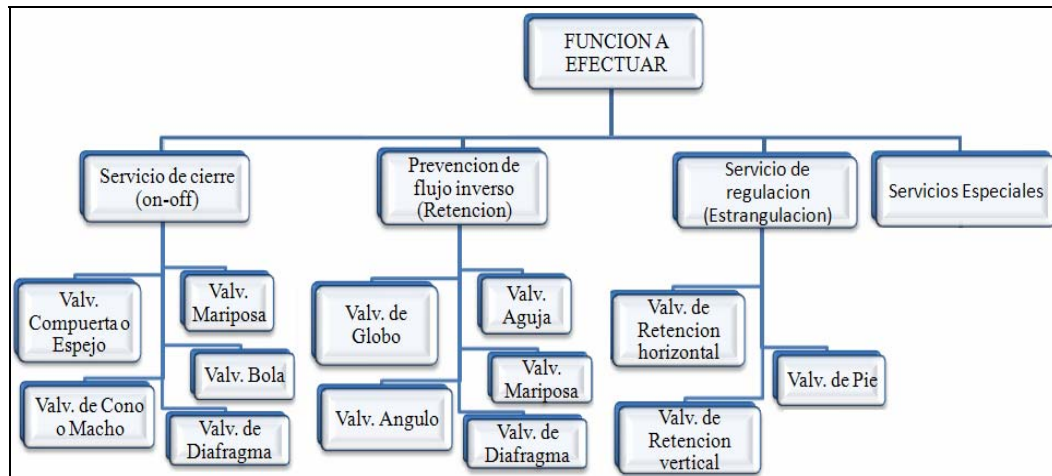 FUNCION A
EFECTUAR
Servicio de cierre
(on-off)
Prevencion de
flujo inverso
(Retencion)
Servicio de
regulacion
(Estrangulacion)
Servicios Especiales
Valv.
Compuerta o
Espejo
Valv.
Mariposa
Valv. Bola
Valv. de Cono
o Macho
Valv. de
Diafragma
Valv. de
Globo
Valv.
Aguja
Valv.
Mariposa
Valv. Angulo
Valv. de
Diafragma
Valv. de
Retencion
horizontal
Valv. de Pie
Valv. de
Retencion
vertical